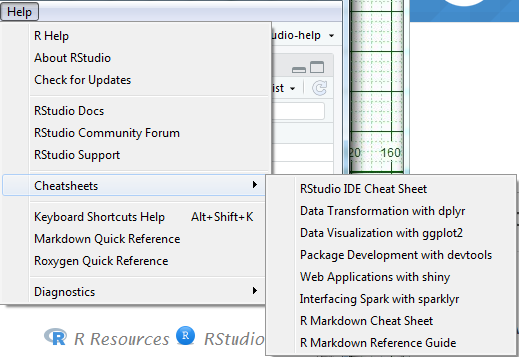 Help
R Help
About RStudio
Check for Updates
RStudio Docs
RStudio Community Forum
RStudio Support
Cheatsheets
Keyboard Shortcuts Help Alt+Shift+K
Markdown Quick Reference
Roxygen Quick Reference
Diagnostics
RStudio IDE Cheat Sheet
Data Transformation with dplyr
Data Visualization with ggplot2
Package Development with devtools
Web Applications with shiny
Interfacing Spark with sparklyr
R Markdown Cheat Sheet
R Markdown Reference Guide
udio-help
ist
20 160
R Resources R RStudio